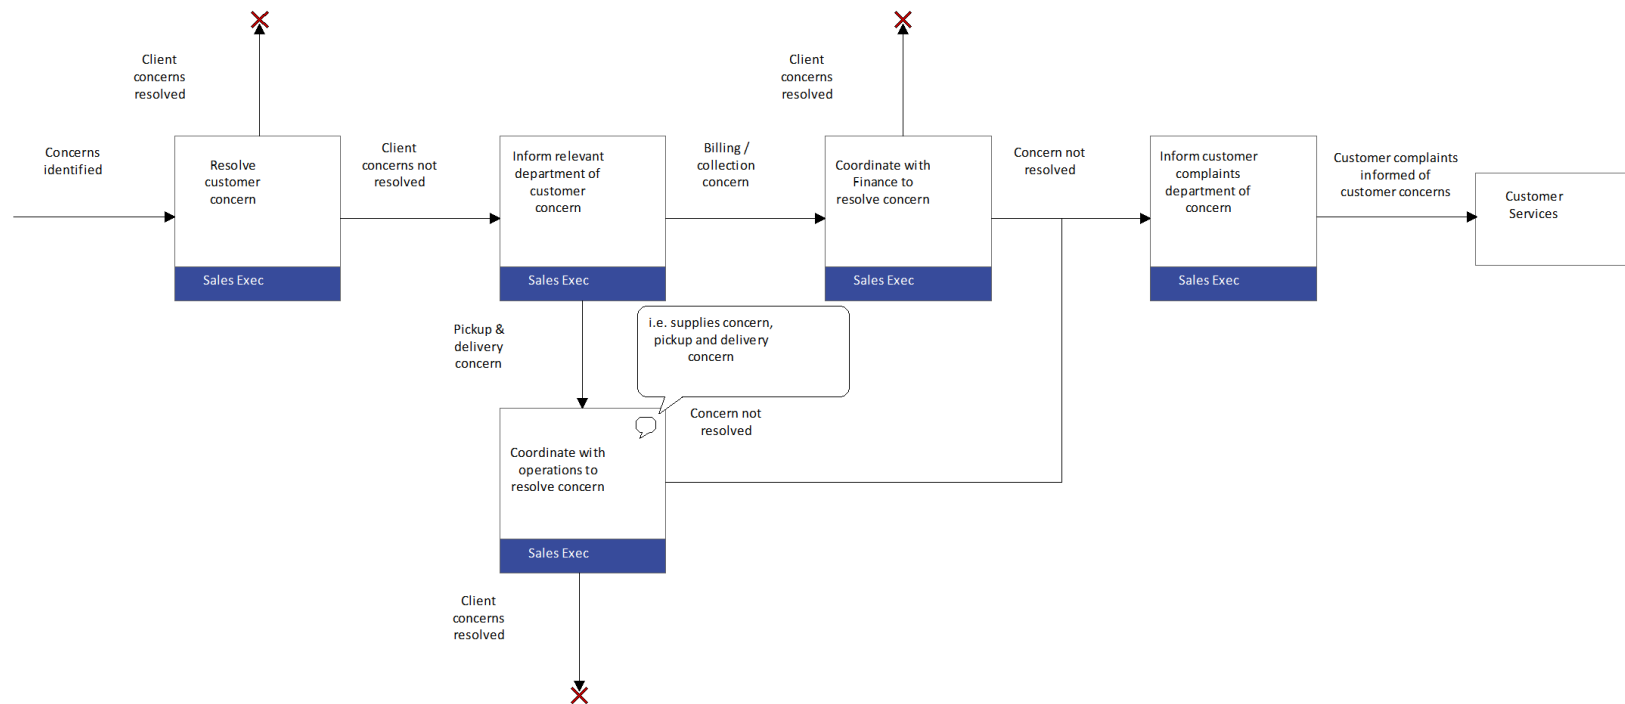 Client
concerns
resolved
Client
concerns
resolved
Concerns
identified
Resolve
customer
concern
Sales Exec
Client
concerns not
resolved
Inform relevant
department of
customer
concern
Sales Exec
Billing /
collection
concern
Coordinate with
Finance to
resolve concern
Sales Exec
Concern not
resolved
Inform customer
complaints
department of
concern
Sales Exec
Customer complaints
informed of
customer concerns
Customer
Services
Pickup &
delivery
concern
i.e. supplies concern,
pickup and delivery
concern
Concern not
resolved
Coordinate with
operations to
resolve concern
Sales Exec
Client
concerns
resolved